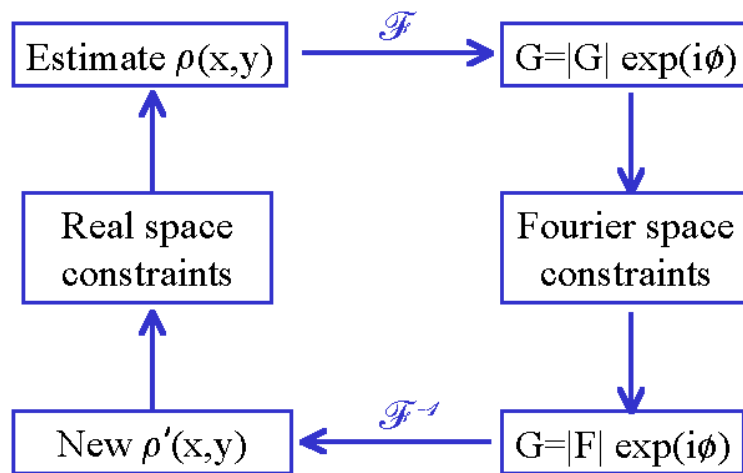 Estimate ρ(x,y)
ℱ
G=|G| exp(iϕ)
Real space
constraints
Fourier space
constraints
New ρ'(x,y)
ℱ⁻¹
G=|F| exp(iϕ)